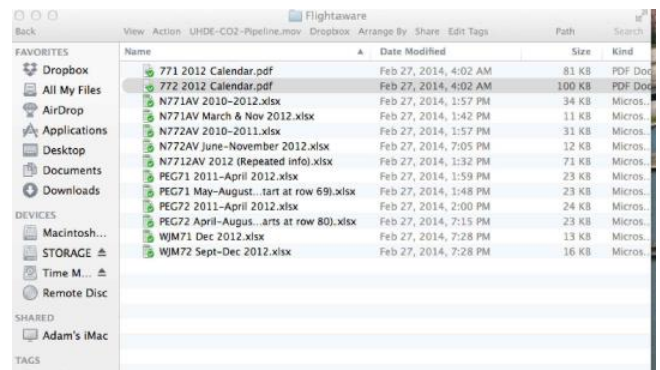 Flightaware
Back View Action UHDE-CO2-Pipeline.mov Dropbox Arrange By Share Edit Tags Path Search
FAVORITES Name Date Modified Size Kind
Dropbox 771 2012 Calendar.pdf Feb 27, 2014, 4:02 AM 81 KB PDF Doc
All My Files 772 2012 Calendar.pdf Feb 27, 2014, 4:02 AM 100 KB PDF Doc
N771AV 2010-2012.xlsx Feb 27, 2014, 1:57 PM 34 KB Micros...
AirDrop N771AV March & Nov 2012.xlsx Feb 27, 2014, 1:42 PM 11 KB Micros...
Applications N772AV 2010-2011.xlsx Feb 27, 2014, 1:57 PM 31 KB Micros...
Desktop N772AV June-November 2012.xlsx Feb 27, 2014, 7:05 PM 12 KB Micros...
Documents N7712AV 2012 (Repeated info).xlsx Feb 27, 2014, 1:32 PM 71 KB Micros...
PEG71 2011-April 2012.xlsx Feb 27, 2014, 1:59 PM 23 KB Micros...
Downloads PEG71 May-August...tart at row 69).xlsx Feb 27, 2014, 1:48 PM 23 KB Micros...
PEG72 2011-April 2012.xlsx Feb 27, 2014, 2:00 PM 24 KB Micros...
DEVICES PEG72 April-Augus...arts at row 80).xlsx Feb 27, 2014, 7:15 PM 23 KB Micros...
Macintosh... WJM71 Dec 2012.xlsx Feb 27, 2014, 7:28 PM 13 KB Micros...
STORAGE WJM72 Sept-Dec 2012.xlsx Feb 27, 2014, 7:28 PM 16 KB Micros...
Time M...
Remote Disc
SHARED
Adam's iMac
TAGS